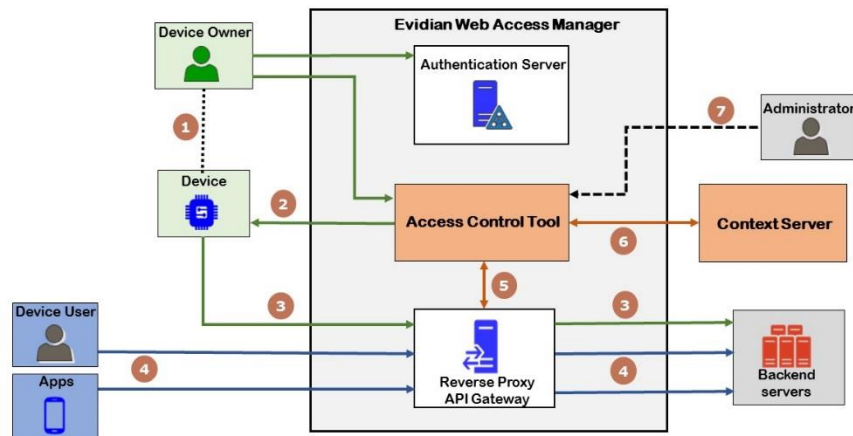 Evidian Web Access Manager
Device Owner
Authentication Server
7
Administrator
1
Device
2
Access Control Tool
6
Context Server
5
3
3
Device User
4
4
Apps
Reverse Proxy
API Gateway
Backend
servers